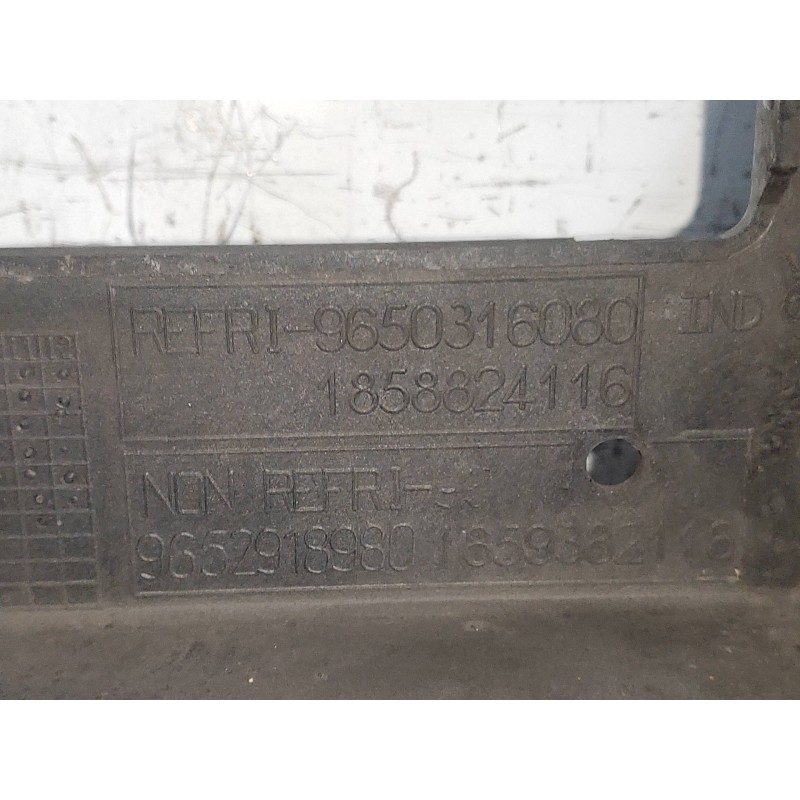 REFRI-9650316080 IND
1858824116
NON REFRI-
9652918980